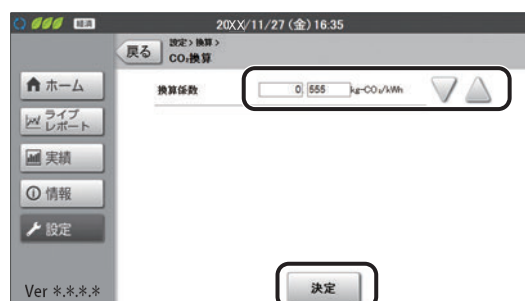 経済
20XX/11/27 (金) 16:35
戻る
設定 > 換算 >
CO₂換算
ホーム
ライブ
レポート
実績
情報
設定
換算係数 0 555 kg-CO₂/kWh
決定
Ver *.*.*.*